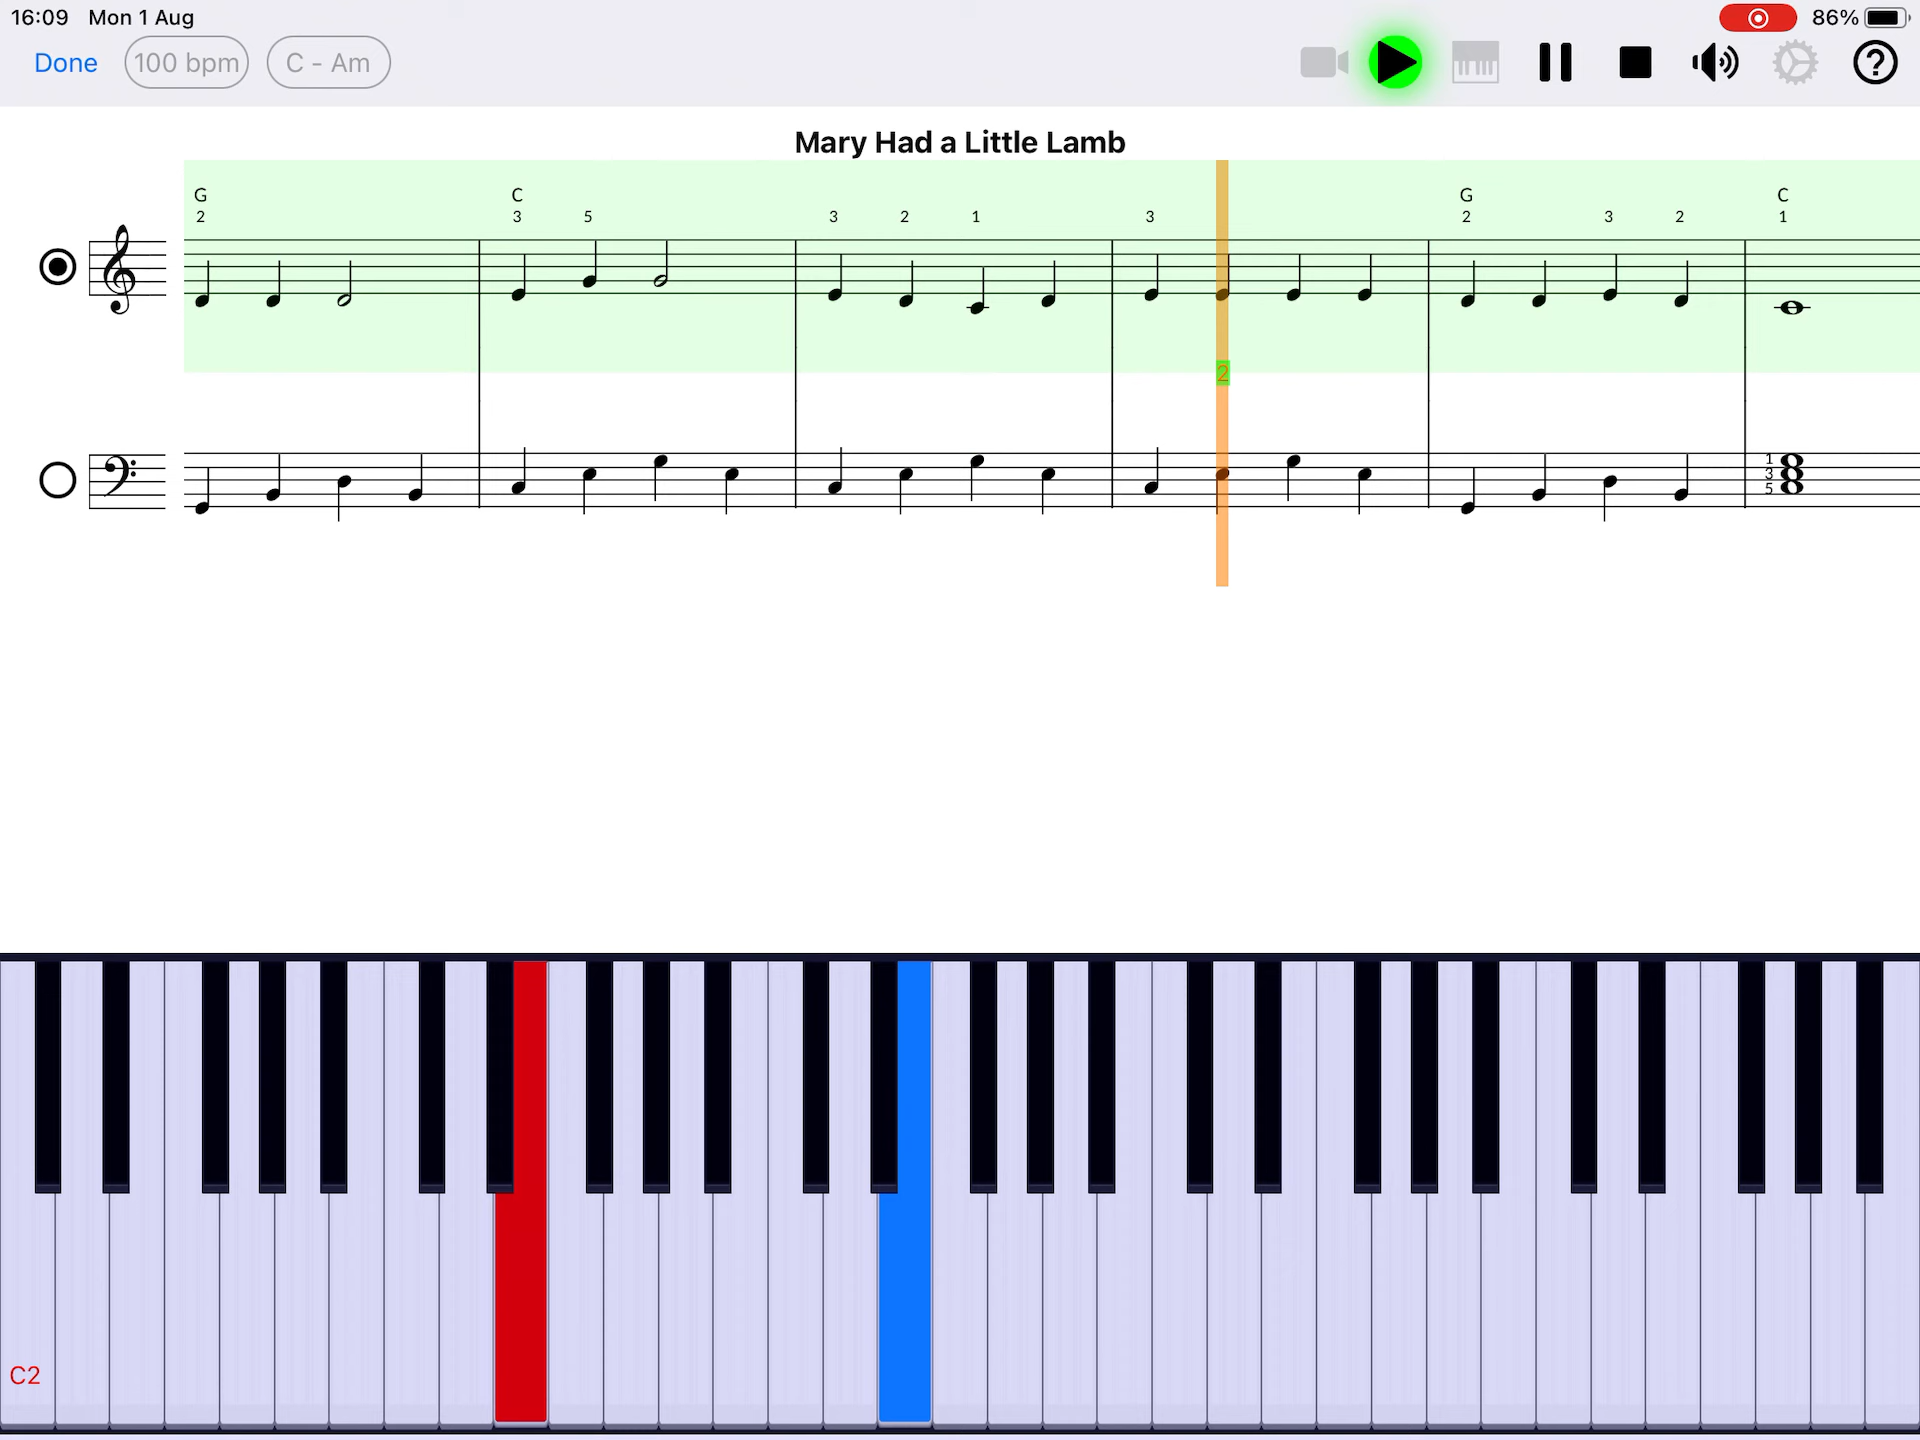 16:09 Mon 1 Aug 86%
Done 100 bpm C - Am
Mary Had a Little Lamb
G C G C
2 3 5 3 2 1 3 2 3 2 1
2
1
3
5
C2